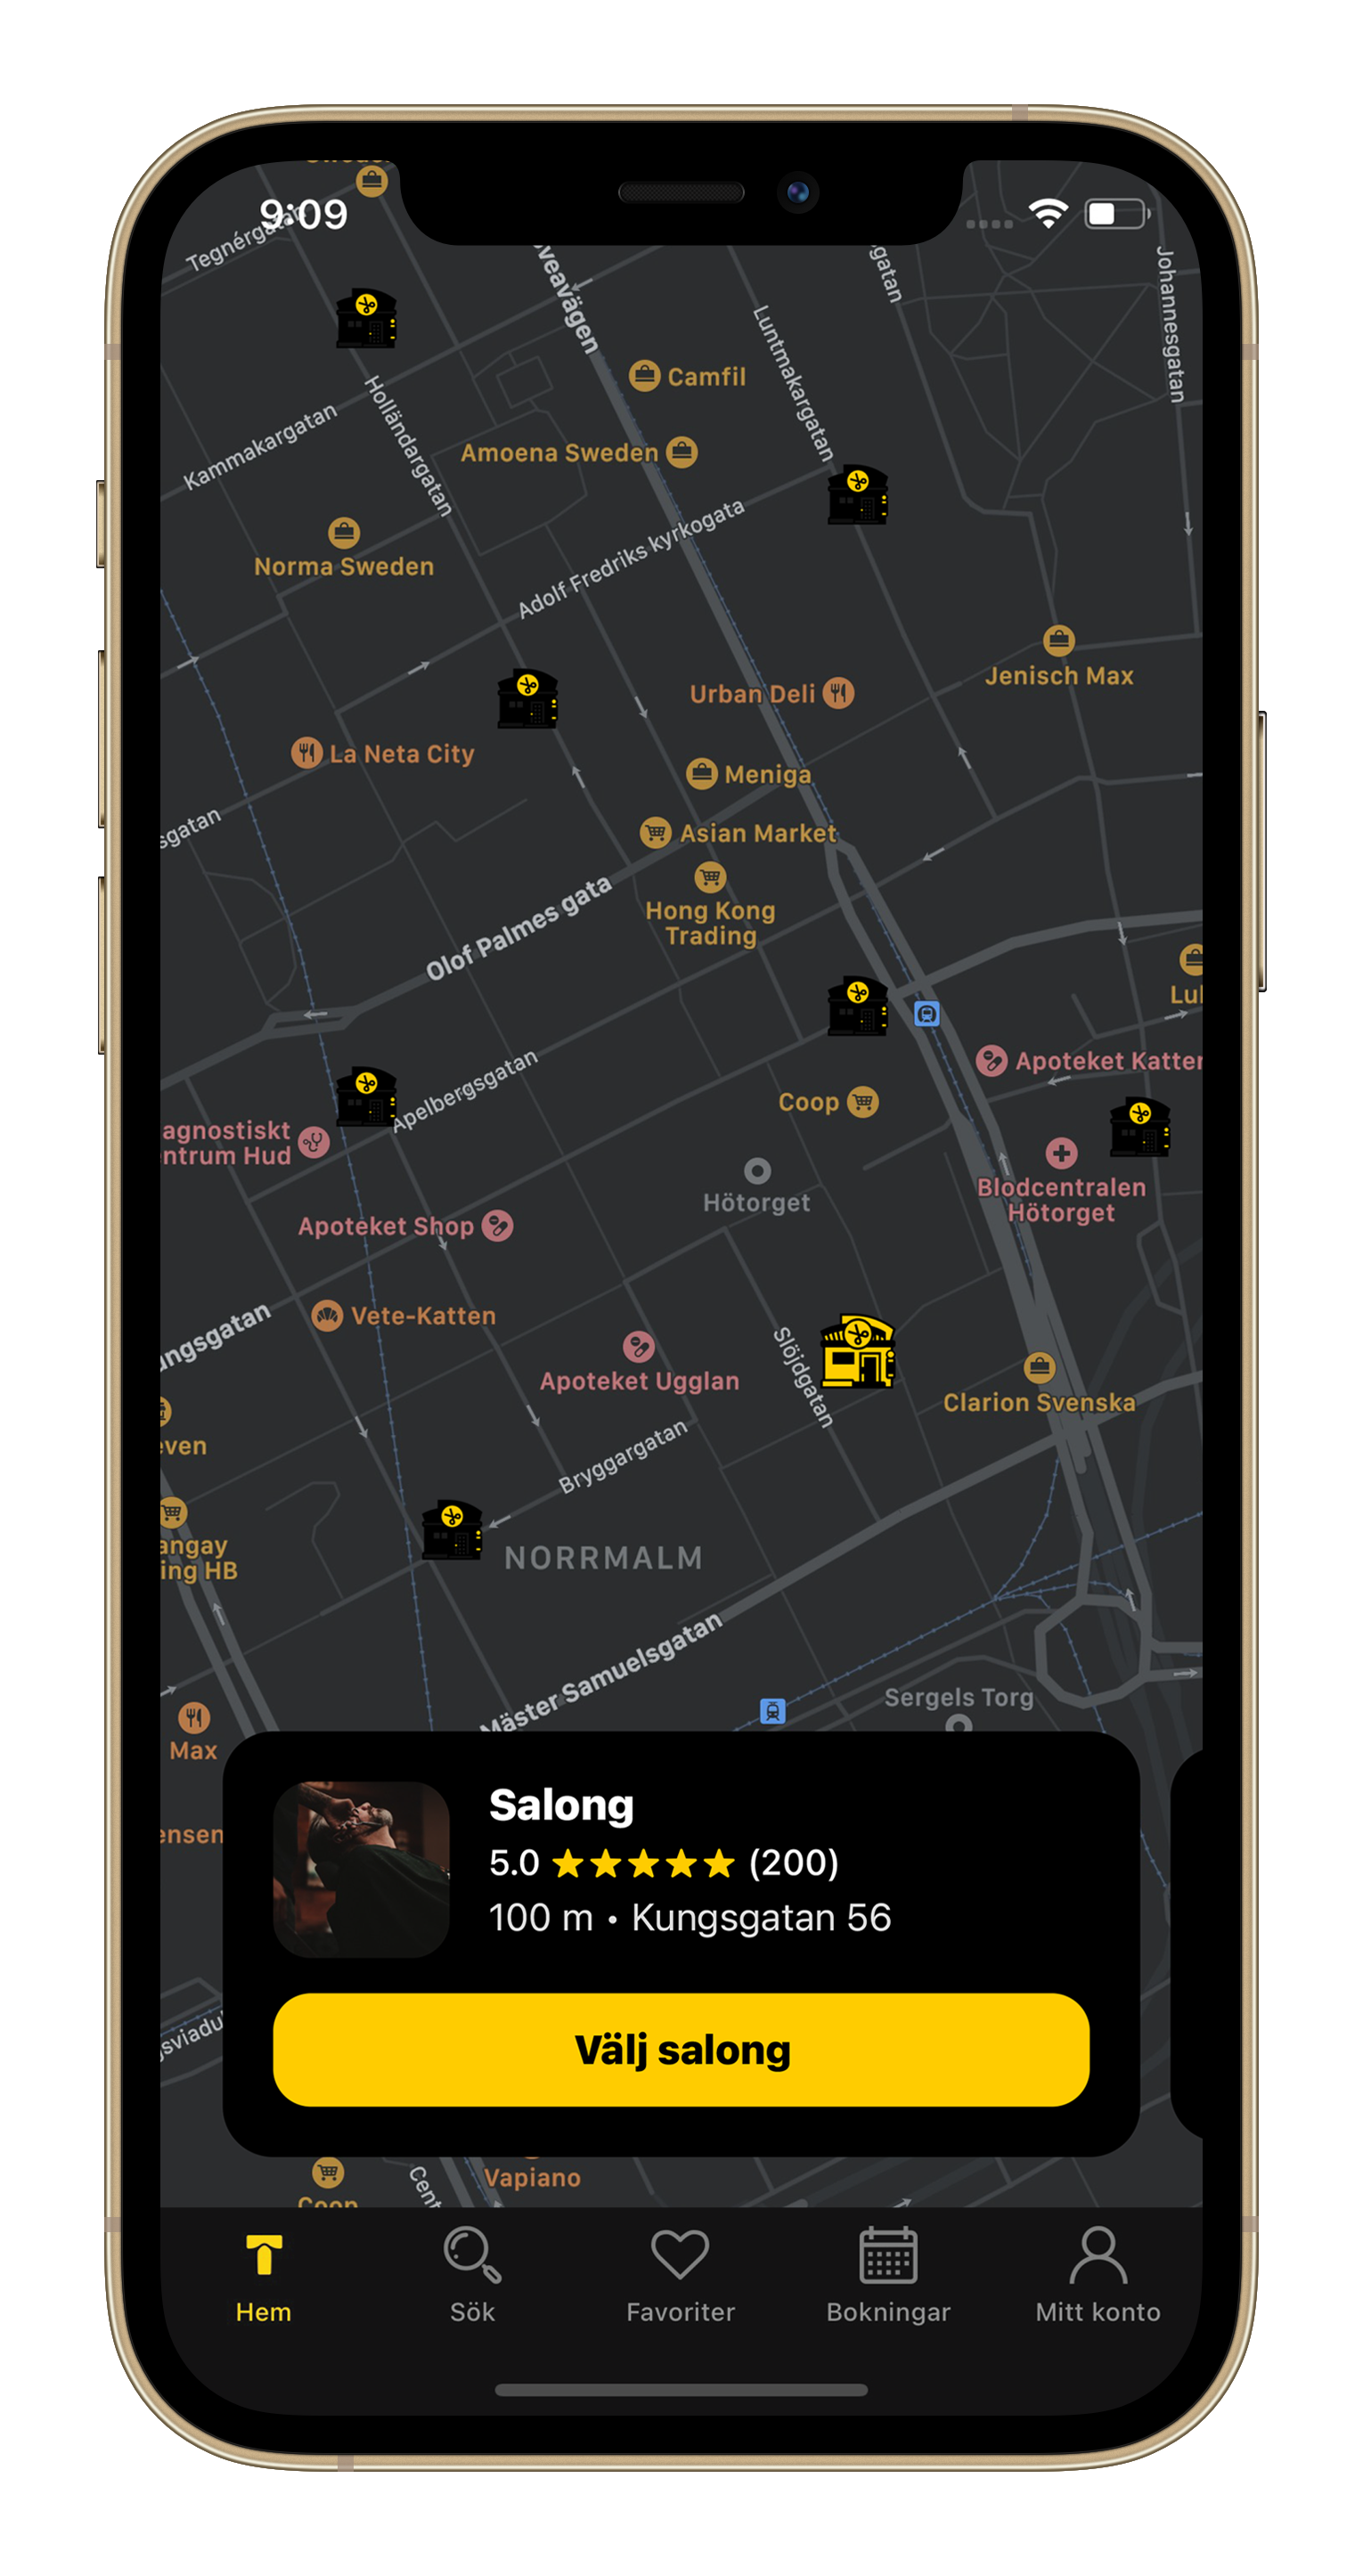 9:09
Tegnérgatan
Sveavägen
Johannesgatan
Luntmakargatan
Camfil
Holländargatan
Kammakargatan
Amoena Sweden
Adolf Fredriks kyrkogata
Norma Sweden
Jenisch Max
Urban Deli
La Neta City
Meniga
sgatan
Asian Market
Hong Kong
Trading
Olof Palmes gata
Apelbergsgatan
Apoteket Katten
Coop
agnostiskt
ntrum Hud
Blodcentralen
Hötorget
Hötorget
Apoteket Shop
Vete-Katten
ungsgatan
Apoteket Ugglan
Slöjdgatan
Clarion Svenska
even
Bryggargatan
angay
ing HB
NORRMALM
Mäster Samuelsgatan
Sergels Torg
Max
ensen
Salong
5.0 ★★★★★ (200)
100 m • Kungsgatan 56
Välj salong
gsviadu
Cent
Vapiano
Coop
Hem
Sök
Favoriter
Bokningar
Mitt konto